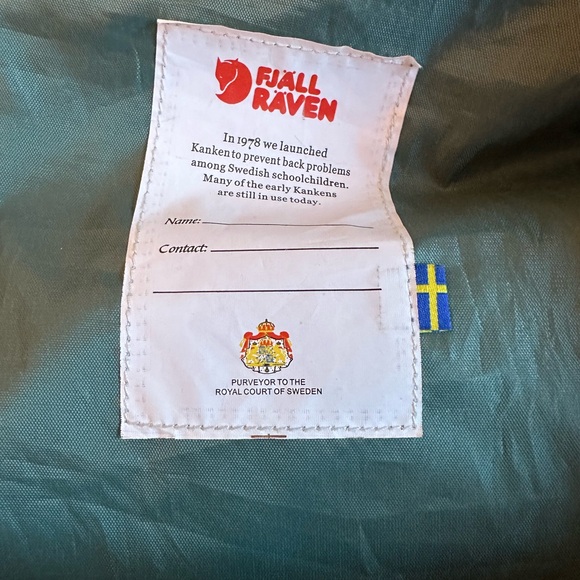 FJÄLL
RÄVEN
In 1978 we launched
Kanken to prevent back problems
among Swedish schoolchildren.
Many of the early Kankens
are still in use today.
Name:
Contact:
PURVEYOR TO THE
ROYAL COURT OF SWEDEN